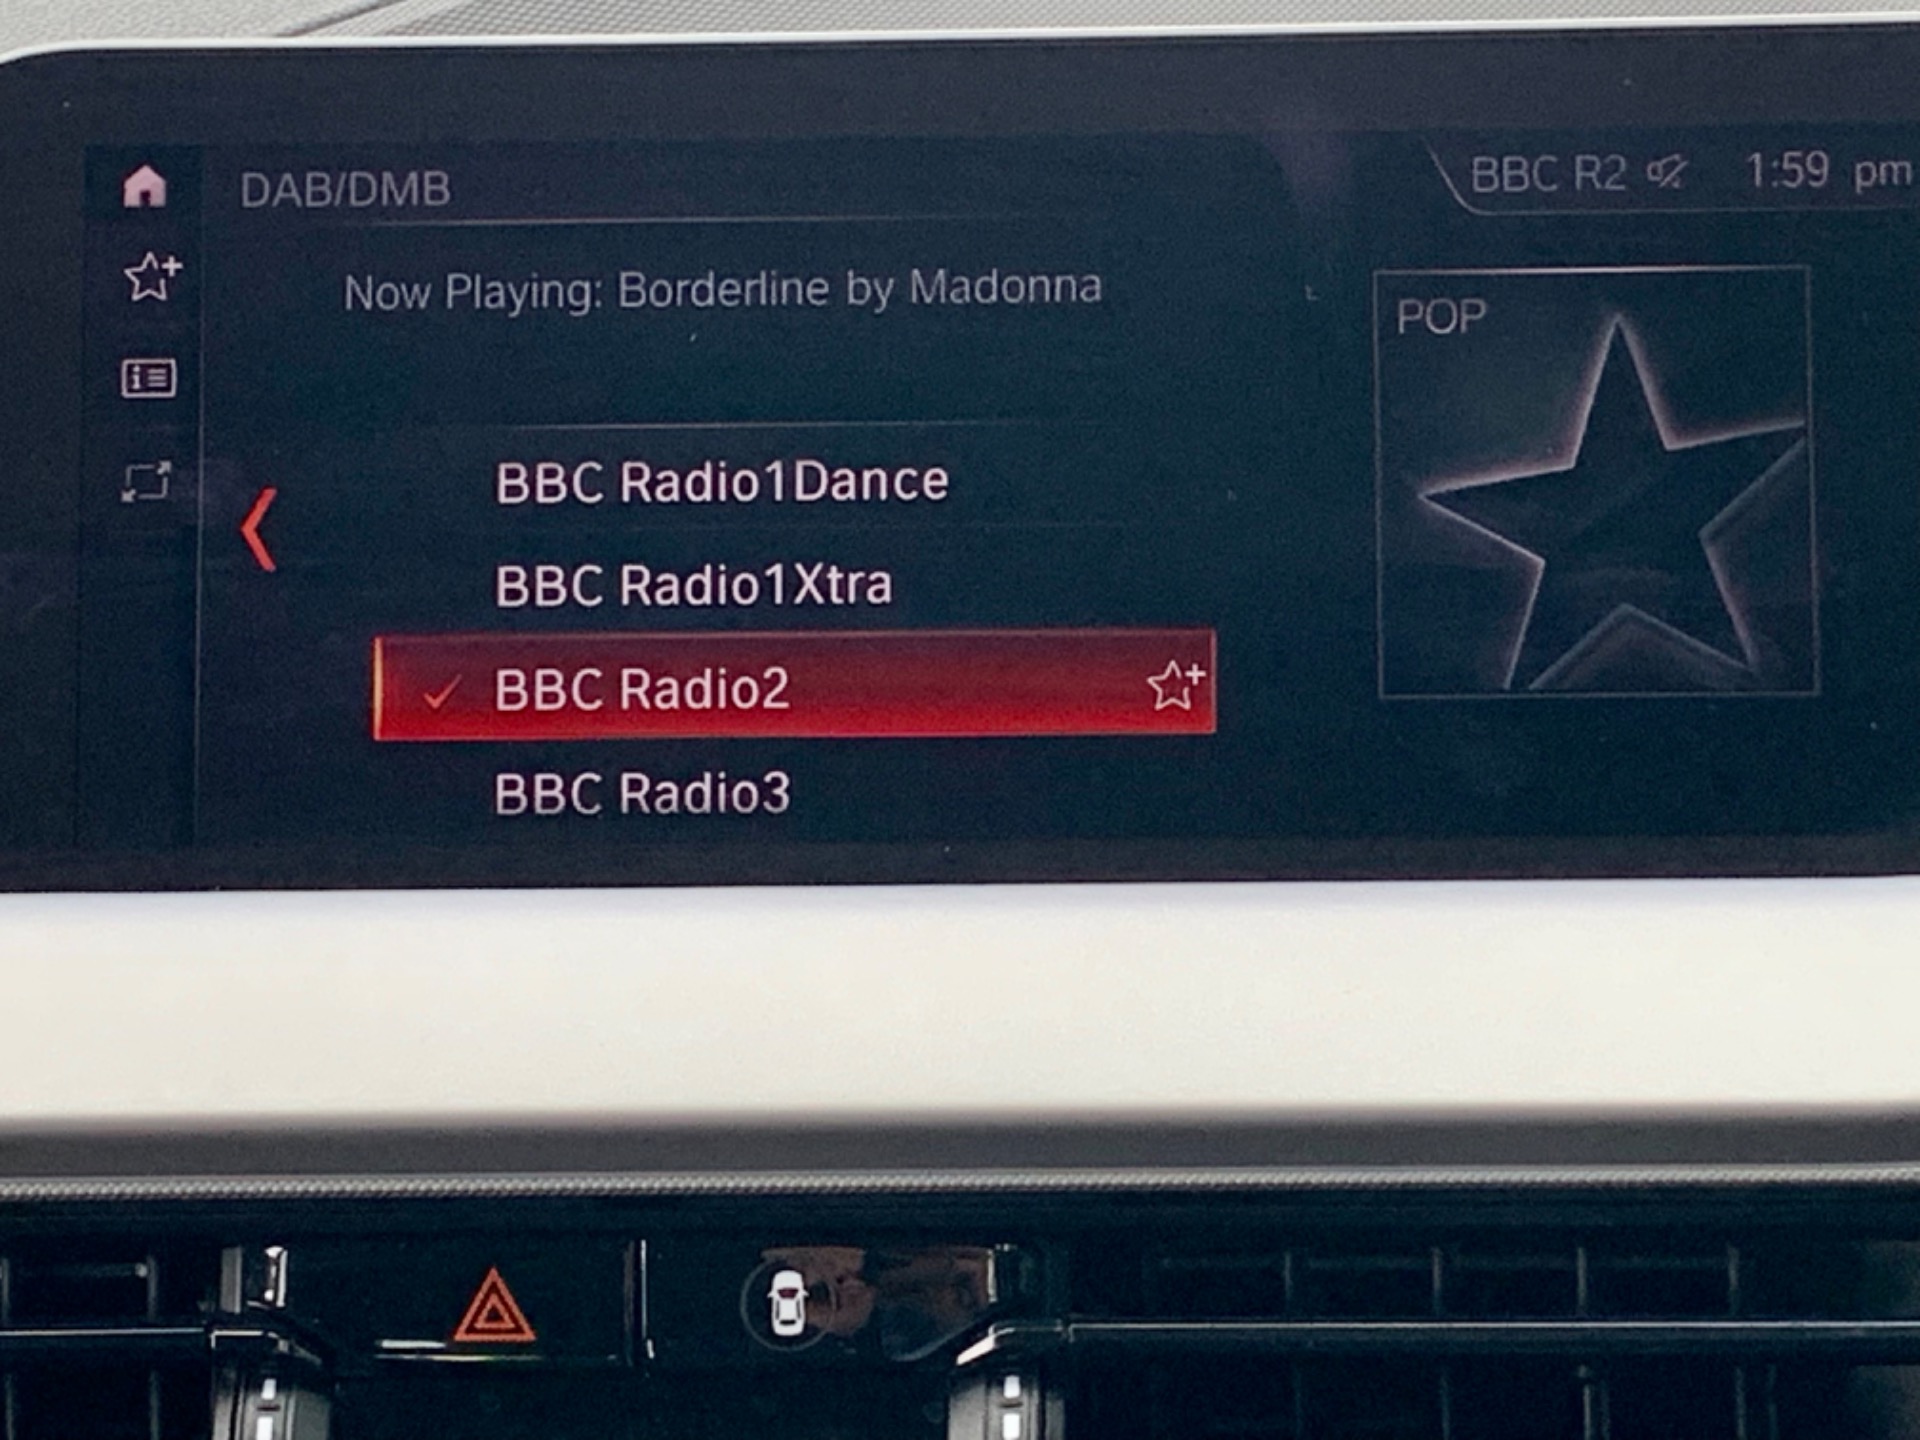 DAB/DMB
BBC R2 1:59 pm
Now Playing: Borderline by Madonna
POP
BBC Radio1Dance
BBC Radio1Xtra
BBC Radio2
BBC Radio3